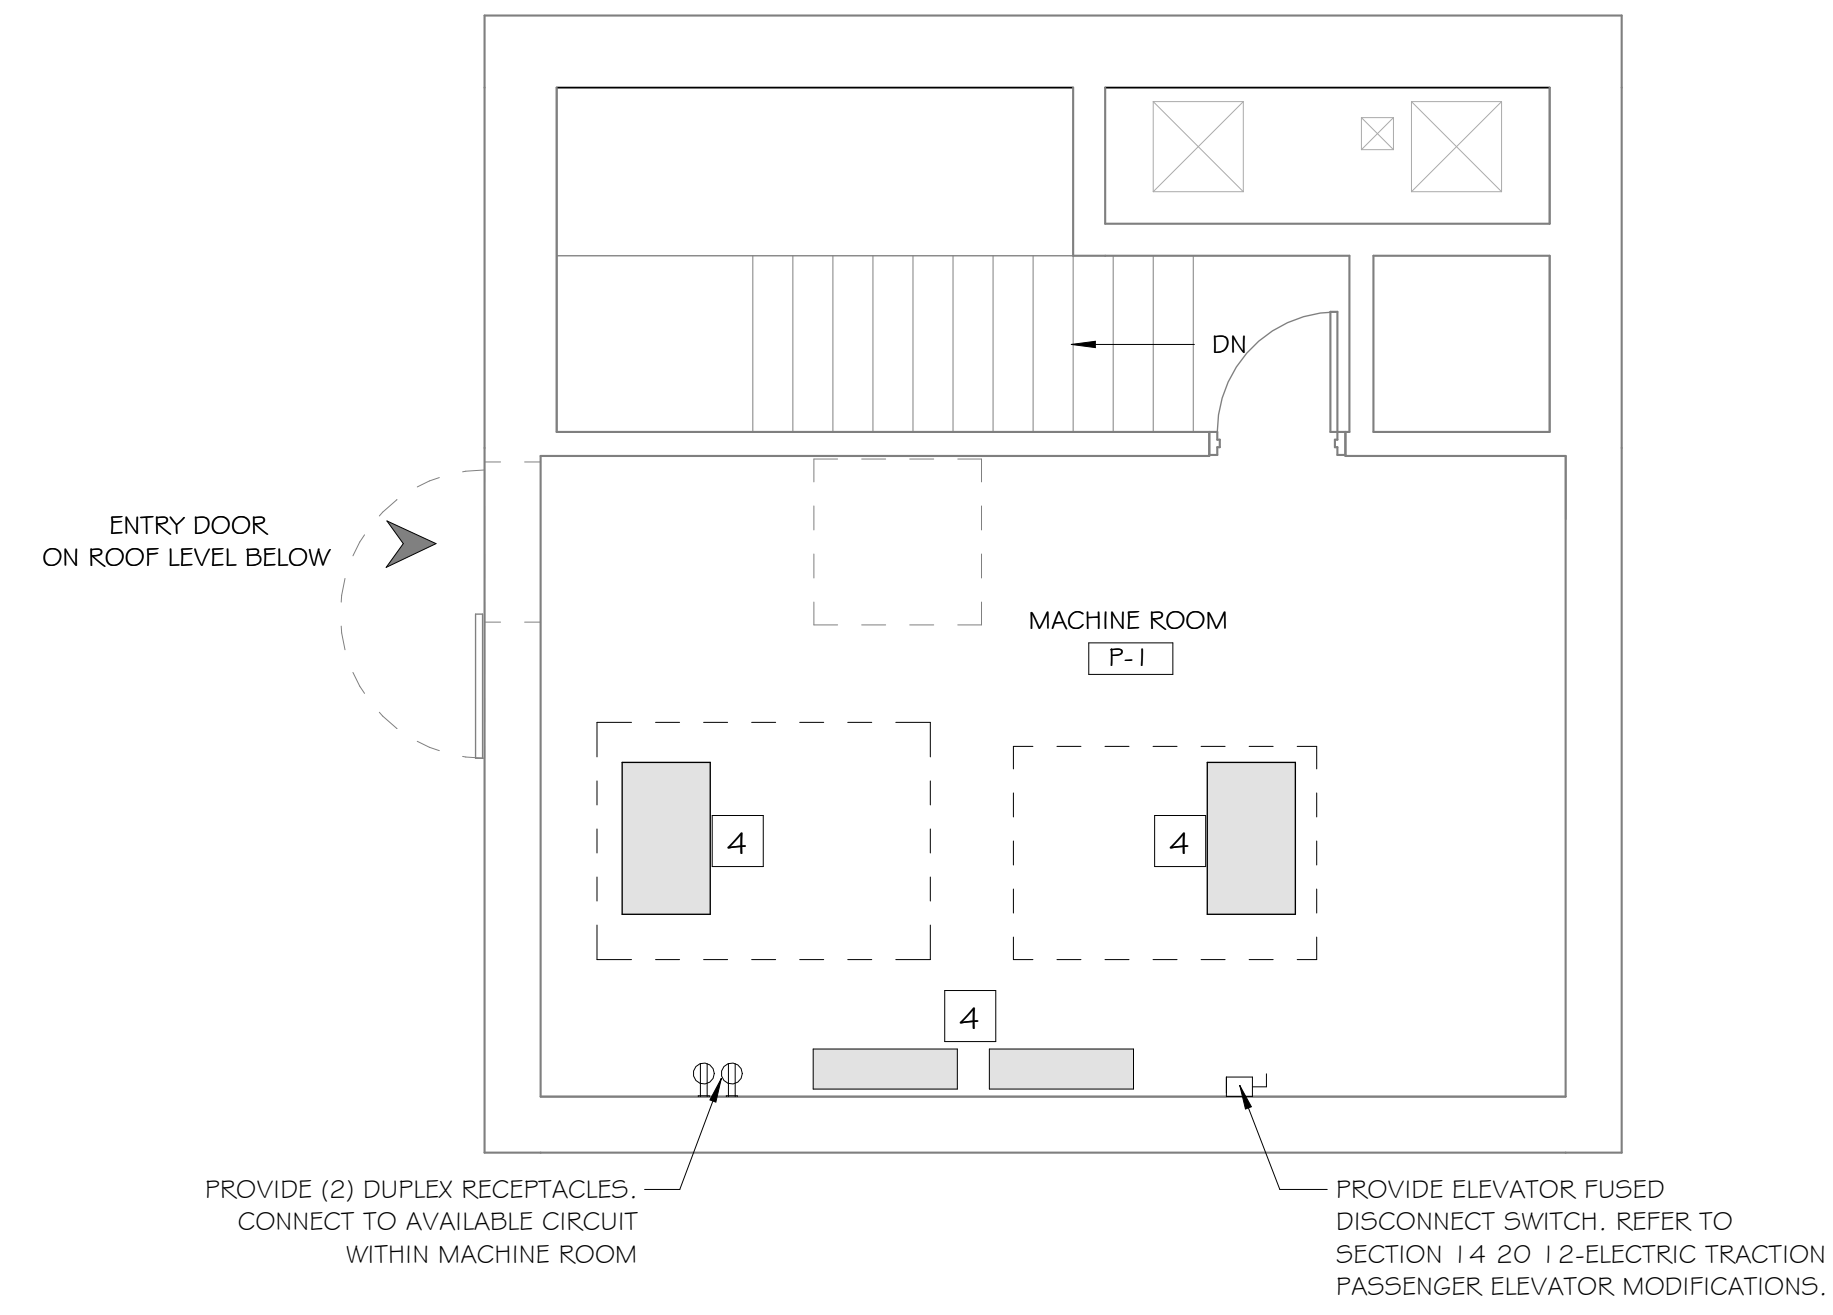 DN
ENTRY DOOR
ON ROOF LEVEL BELOW
MACHINE ROOM
P-1
4
4
4
PROVIDE (2) DUPLEX RECEPTACLES.
CONNECT TO AVAILABLE CIRCUIT
WITHIN MACHINE ROOM
PROVIDE ELEVATOR FUSED
DISCONNECT SWITCH. REFER TO
SECTION 14 20 12-ELECTRIC TRACTION
PASSENGER ELEVATOR MODIFICATIONS.